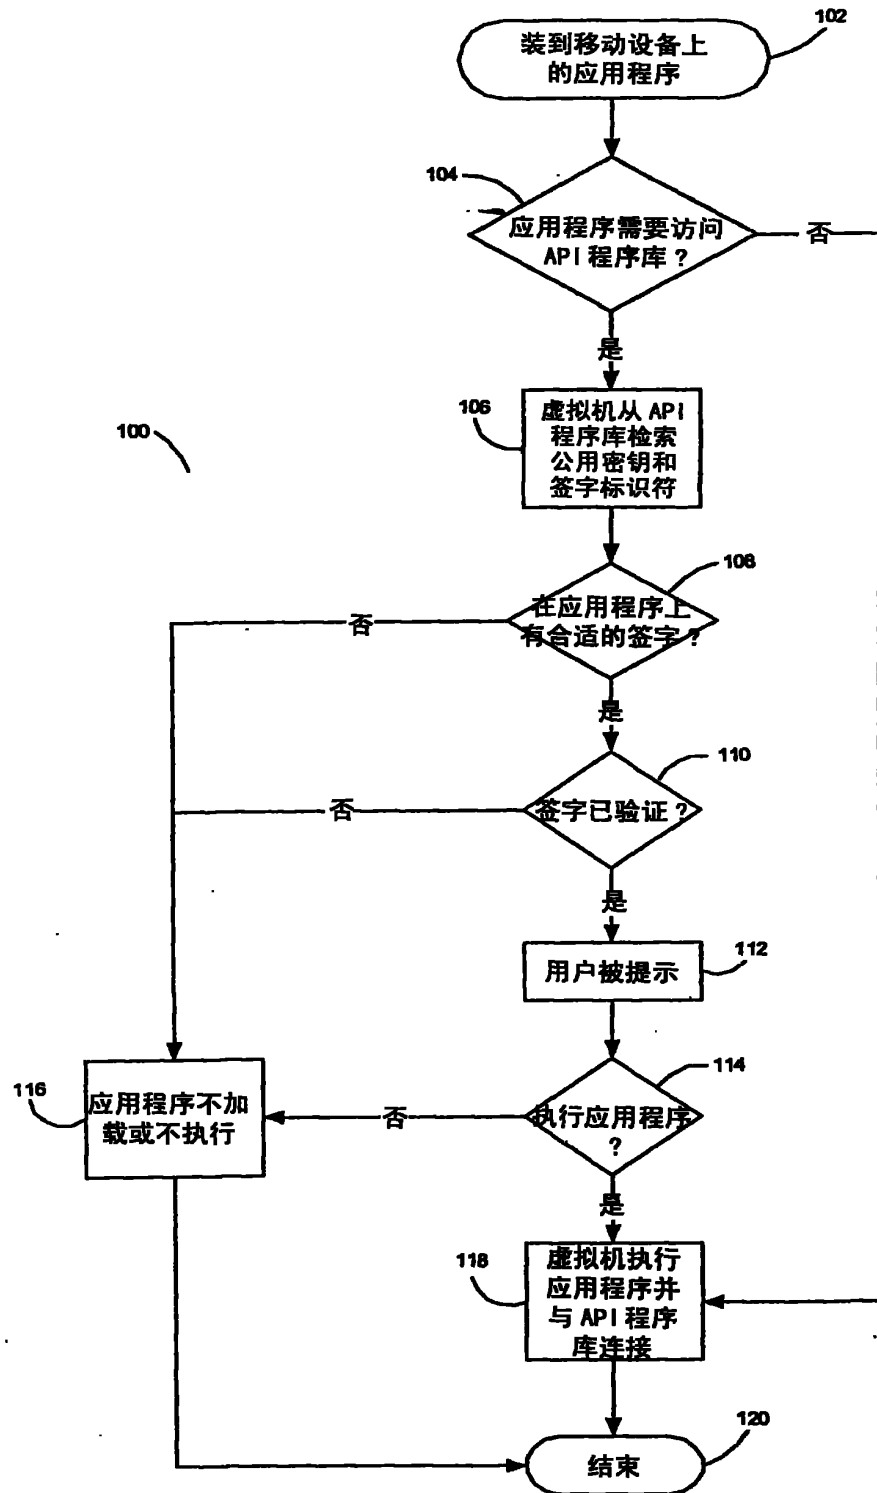 102
装到移动设备上
的应用程序
104
应用程序需要访问
API 程序库？
否
是
106
虚拟机从 API
程序库检索
公用密钥和
签字标识符
100
108
在应用程序上
有合适的签字？
否
是
110
签字已验证？
否
是
112
用户被提示
114
执行应用程序
？
否
116
应用程序不加
载或不执行
是
118
虚拟机执行
应用程序并
与 API 程序
库连接
120
结束